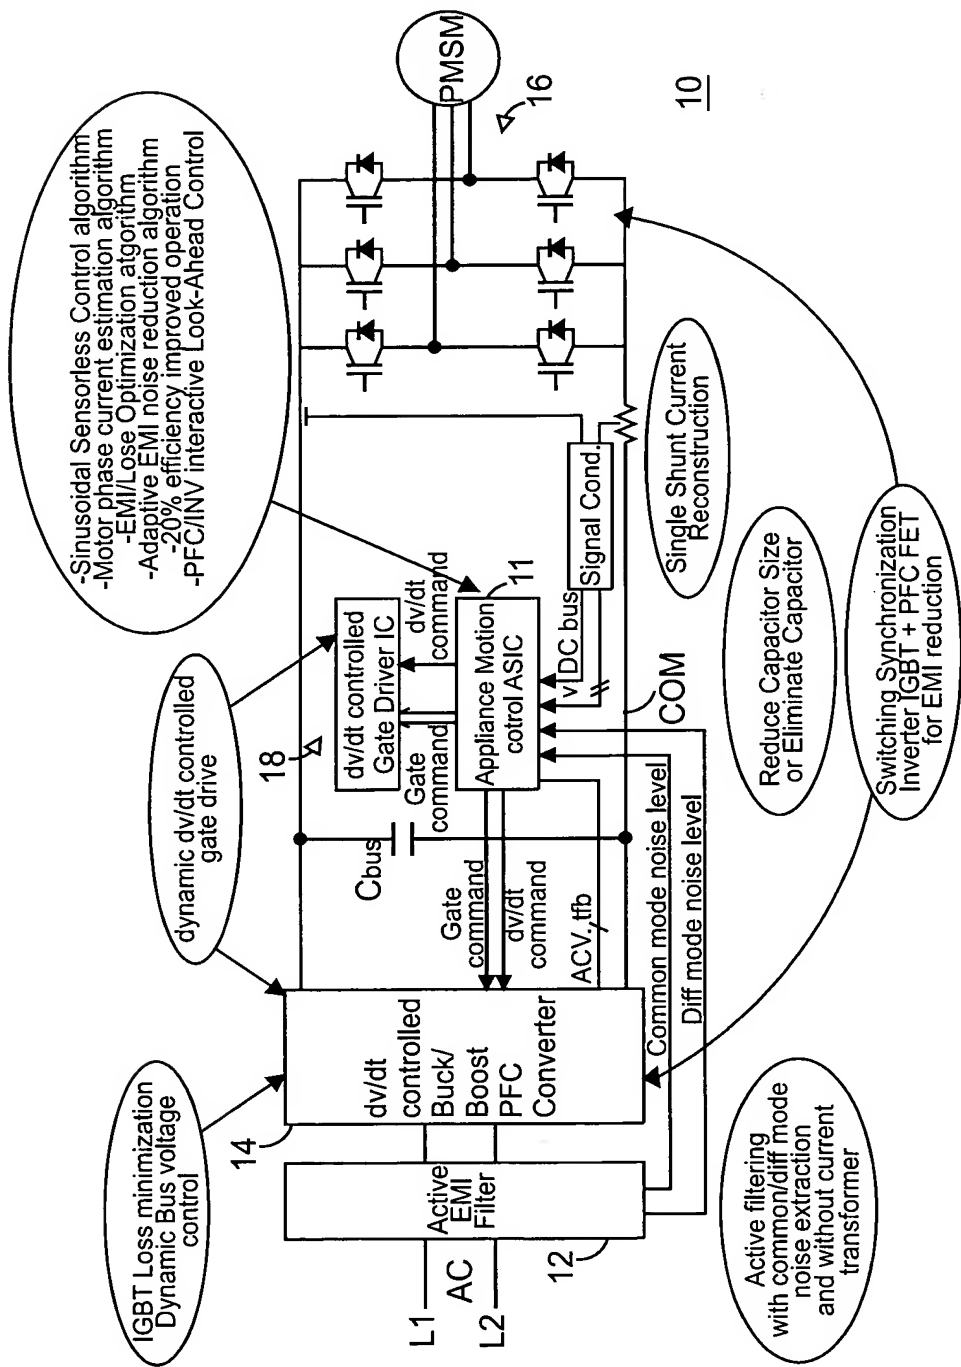 IGBT Loss minimization
Dynamic Bus voltage
control
dynamic dv/dt controlled
gate drive
-Sinusoidal Sensorless Control algorithm
-Motor phase current estimation algorithm
-EMI/Lose Optimization algorithm
-Adaptive EMI noise reduction algorithm
-20% efficiency improved operation
-PFC/INV interactive Look-Ahead Control
14
18
dv/dt controlled
Gate Driver IC
Gate
command
dv/dt
command
11
Appliance Motion
cotrol ASIC
Cbus
PMSM
16
10
L1
AC
L2
Active
EMI
Filter
12
dv/dt
controlled
Buck/
Boost
PFC
Converter
Gate
command
dv/dt
command
ACV.tfb
v
DC bus
Signal Cond.
COM
Common mode noise level
Diff mode noise level
Single Shunt Current
Reconstruction
Reduce Capacitor Size
or Eliminate Capacitor
Switching Synchronization
Inverter IGBT + PFC FET
for EMI reduction
Active filtering
with common/diff mode
noise extraction
and without current
transformer